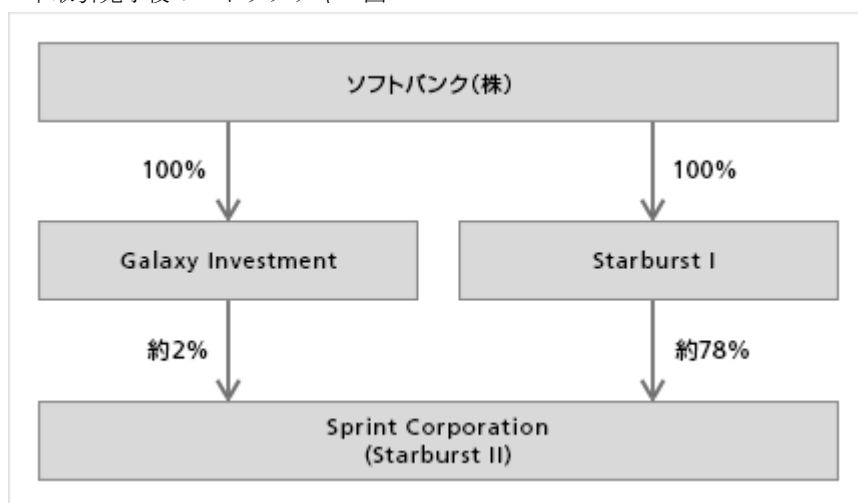 ソフトバンク(株)
100%
100%
Galaxy Investment
Starburst I
約2%
約78%
Sprint Corporation
(Starburst II)